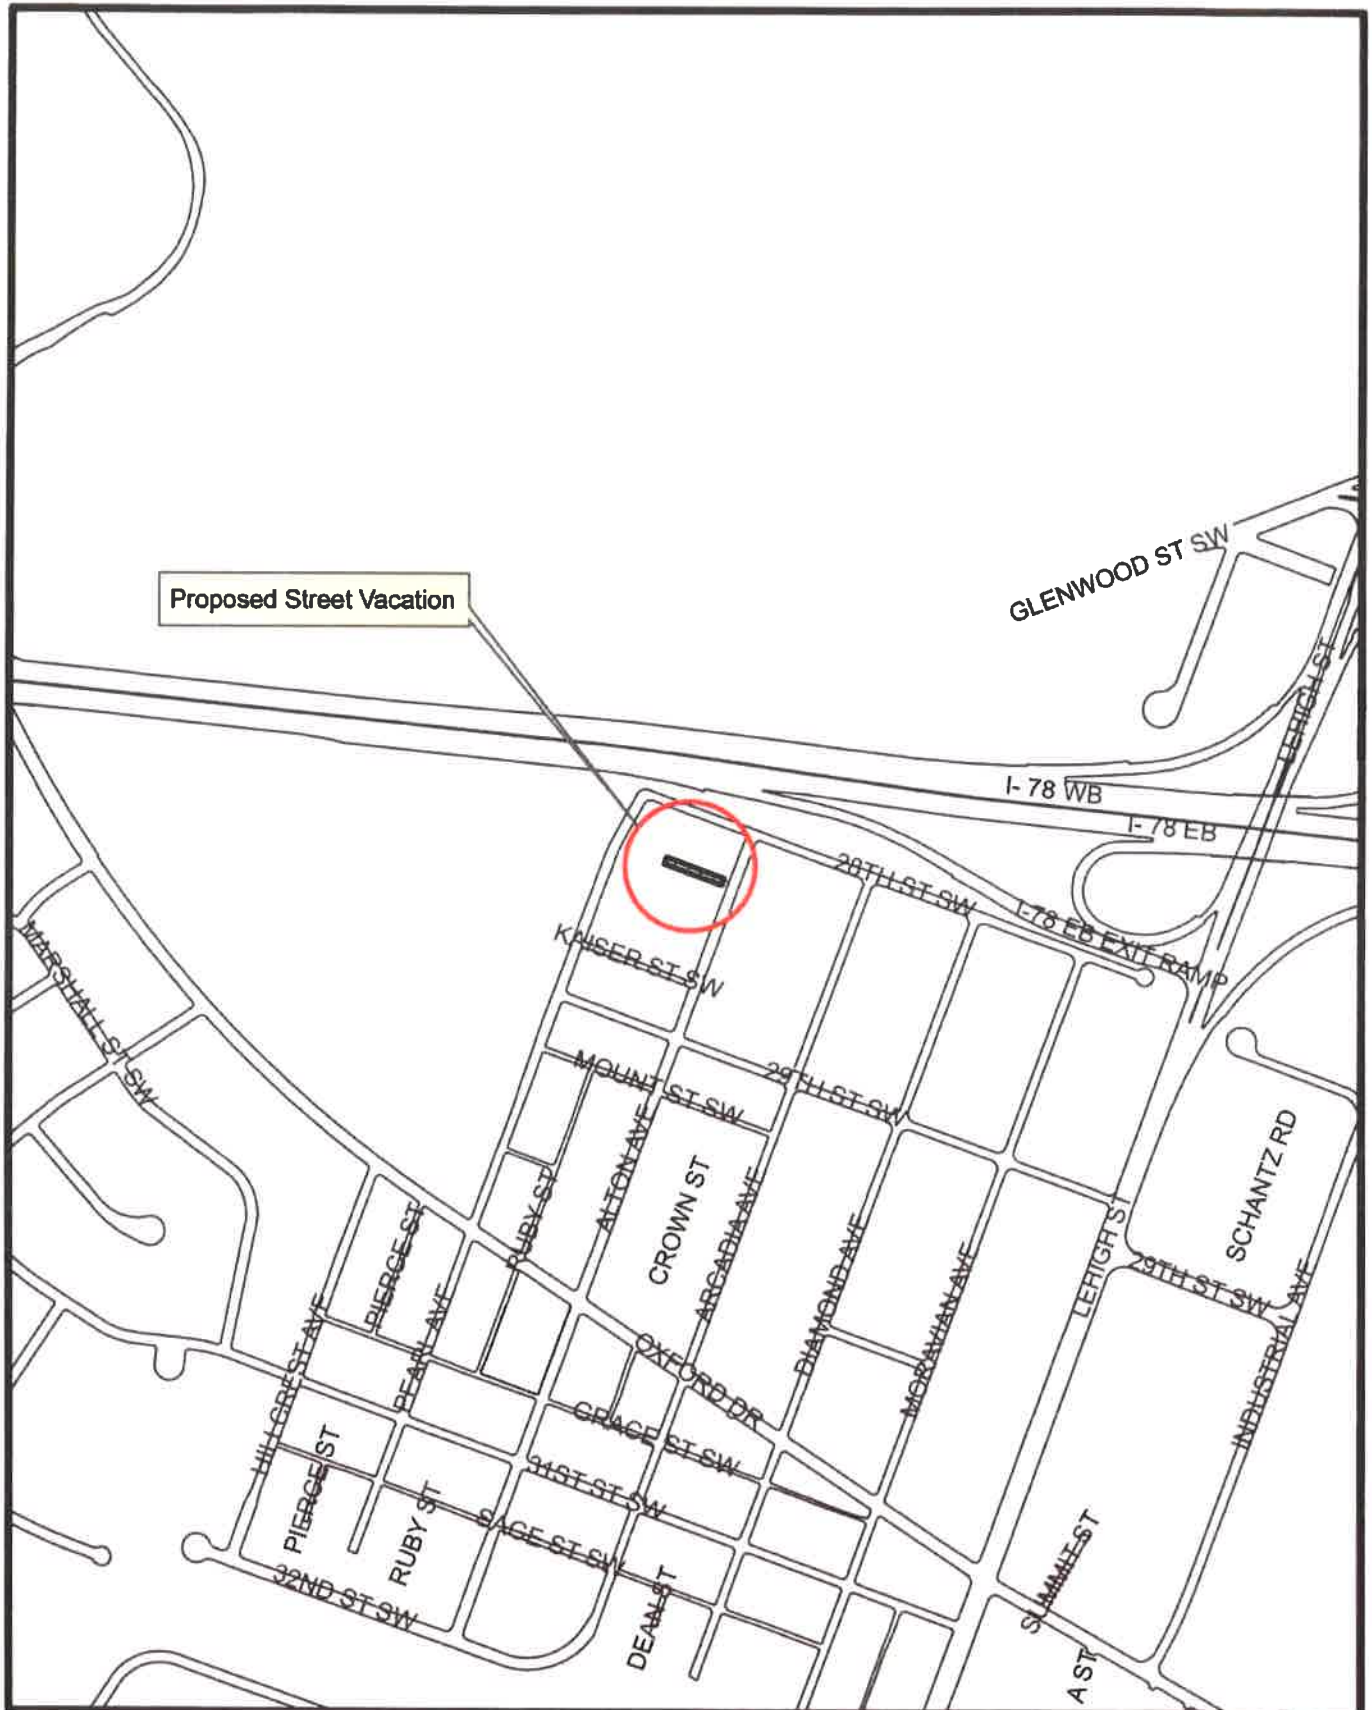 GLENWOOD ST SW
Proposed Street Vacation
LEHIGH ST
I- 78 WB
I- 78 EB
28TH ST SW
I-78 EB EXIT RAMP
KAISER ST SW
MARSHALL ST SW
MOUNT ST SW
29TH ST SW
ALTON AVE
CROWN ST
ARCADIA AVE
RUBY ST
SCHANTZ RD
PIERCE ST
PEARL AVE
DIAMOND AVE
MORAVIAN AVE
LEHIGH ST
29TH ST SW
INDUSTRIAL AVE
HILLCREST AVE
OXFORD DR
GRACE ST SW
PIERCE ST
31ST ST SW
RUBY ST
SAGE ST SW
32ND ST SW
DEAN ST
SUMMIT ST
A ST